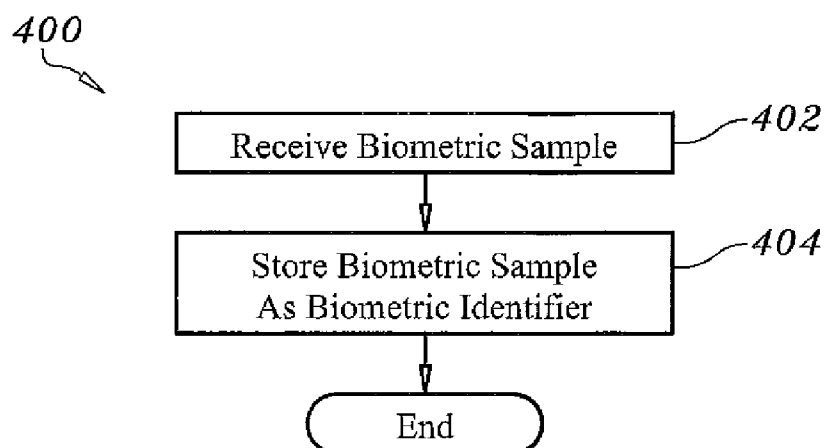 400
Receive Biometric Sample
402
Store Biometric Sample
As Biometric Identifier
404
End